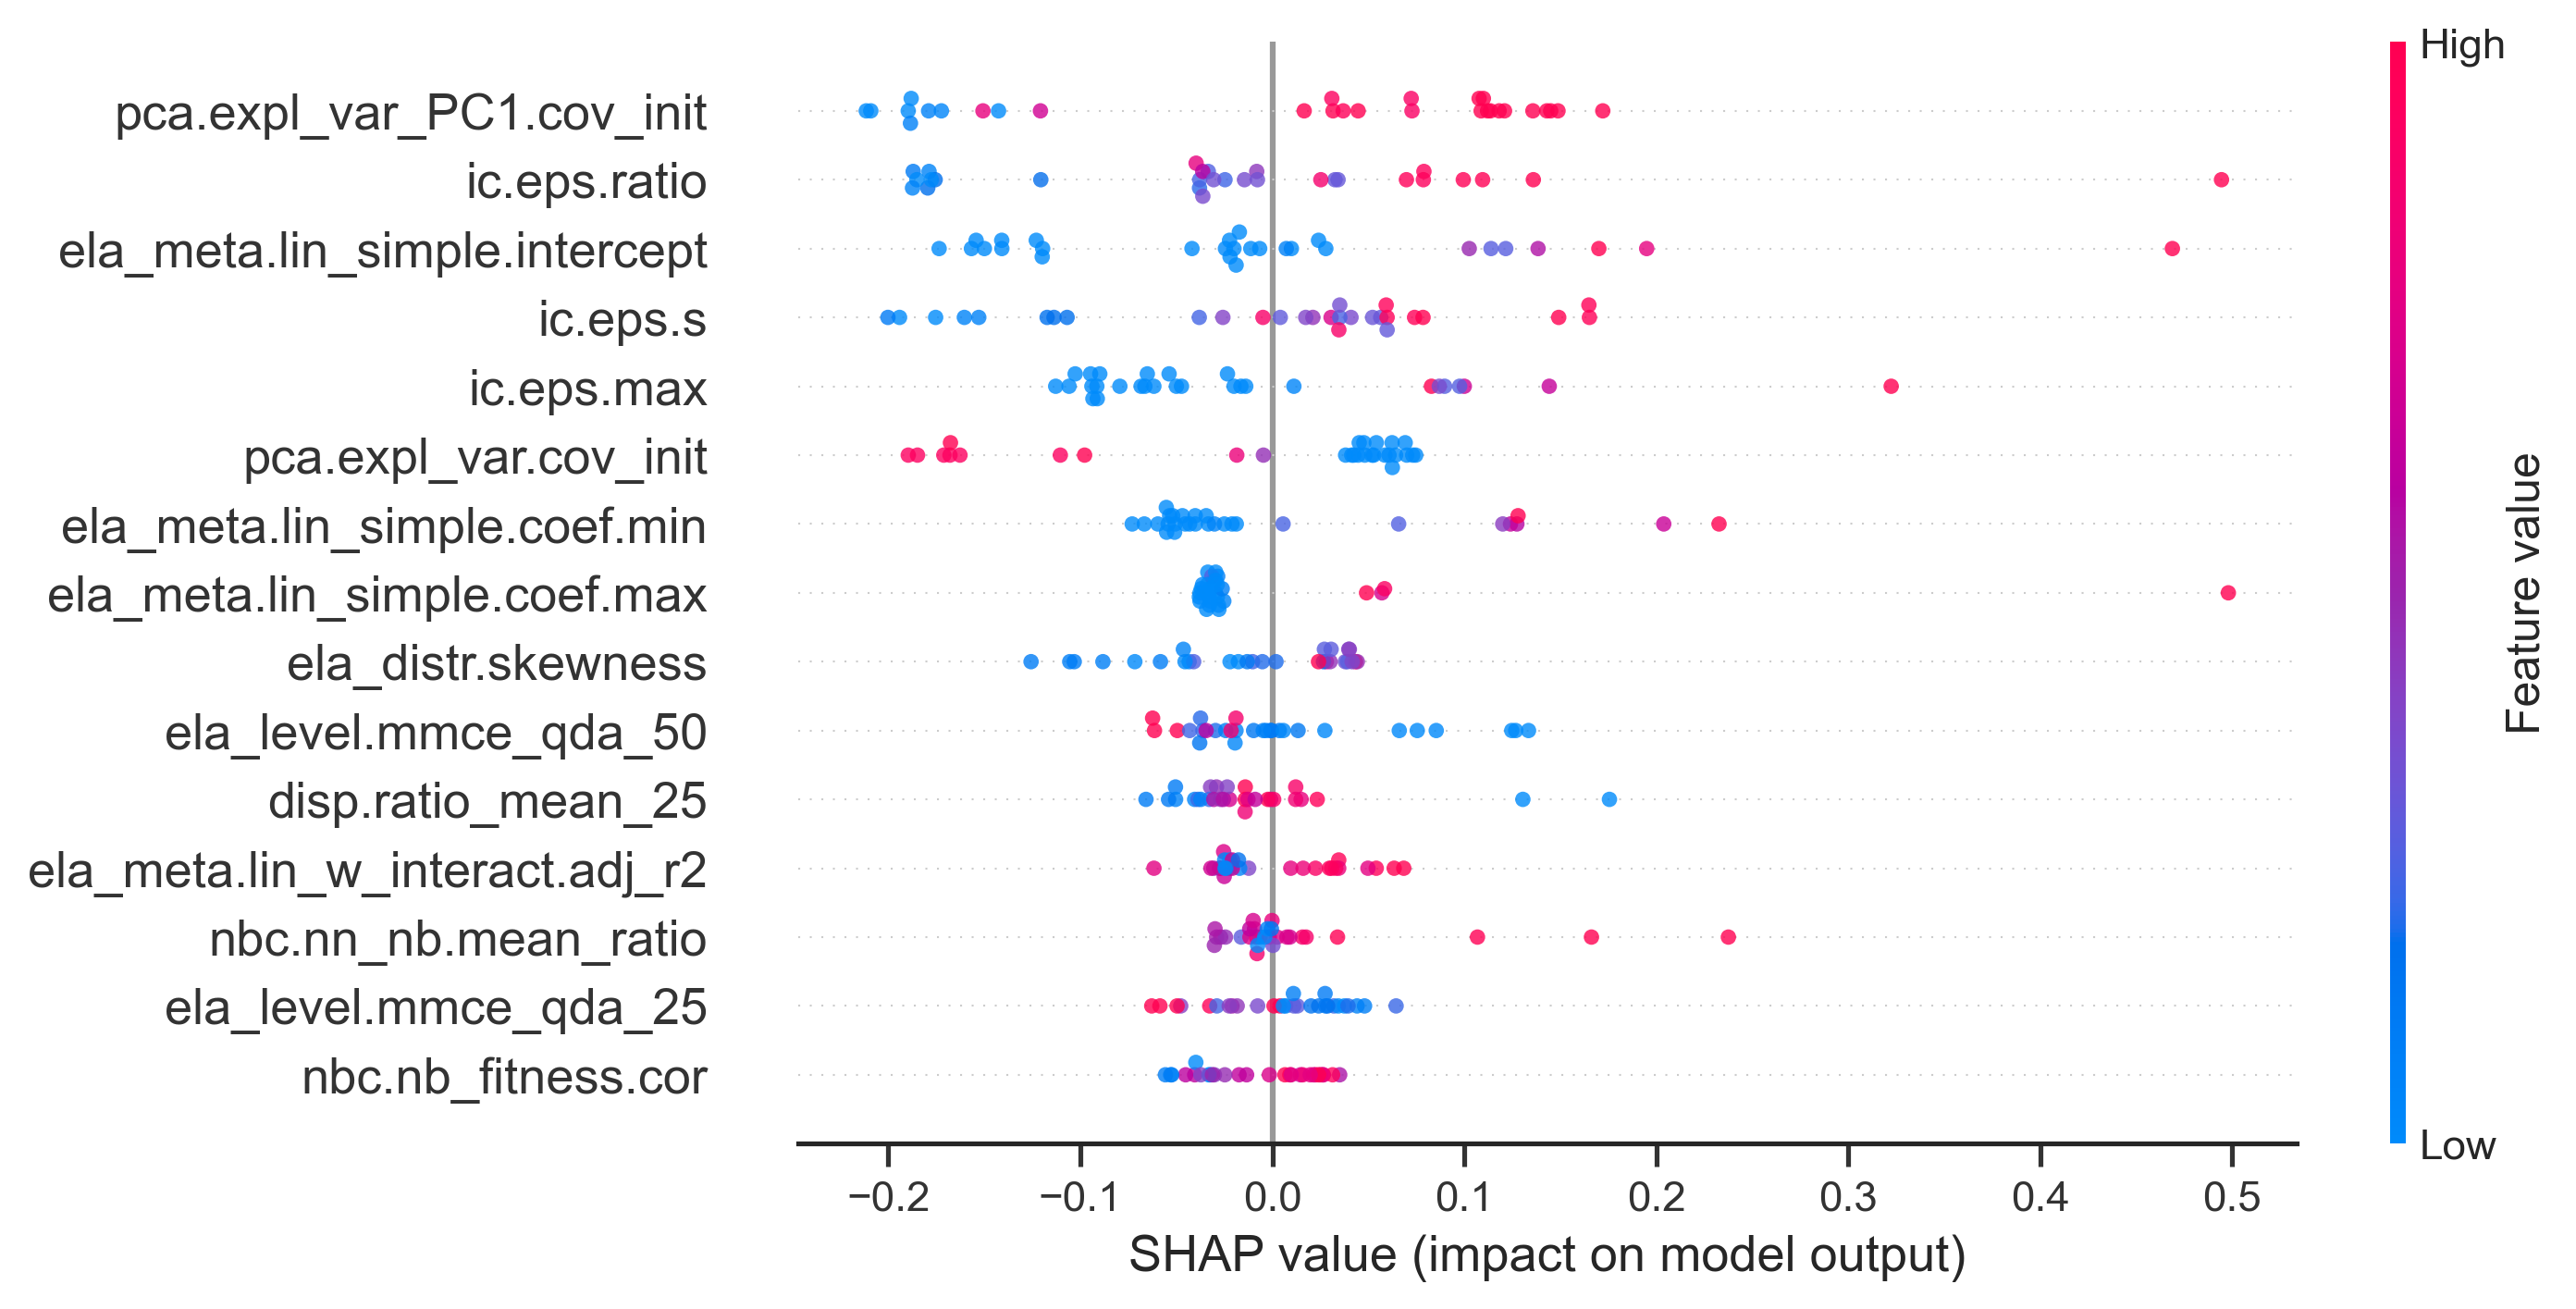 High
pca.expl_var_PC1.cov_init
ic.eps.ratio
ela_meta.lin_simple.intercept
ic.eps.s
ic.eps.max
pca.expl_var.cov_init
ela_meta.lin_simple.coef.min
ela_meta.lin_simple.coef.max
ela_distr.skewness
ela_level.mmce_qda_50
disp.ratio_mean_25
ela_meta.lin_w_interact.adj_r2
nbc.nn_nb.mean_ratio
ela_level.mmce_qda_25
nbc.nb_fitness.cor
Feature value
Low
−0.2 −0.1 0.0 0.1 0.2 0.3 0.4 0.5
SHAP value (impact on model output)